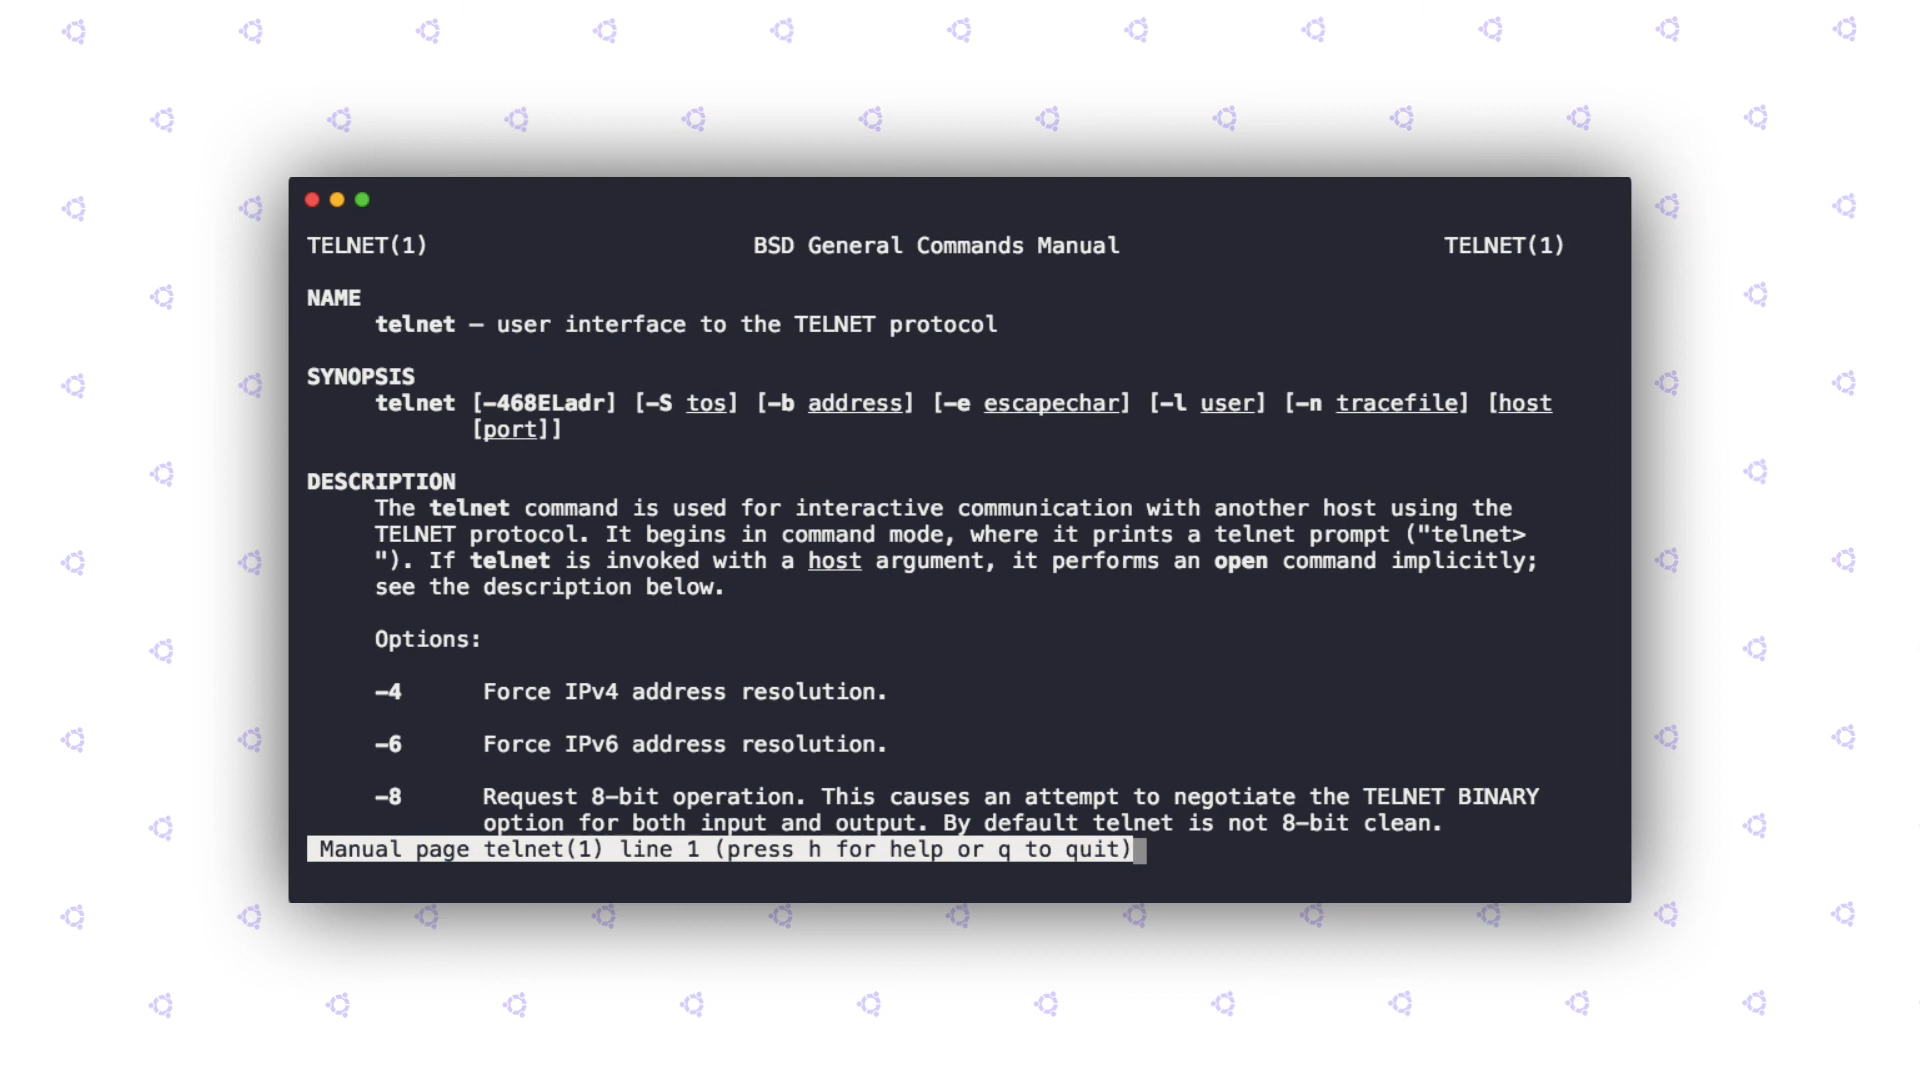 TELNET(1) BSD General Commands Manual TELNET(1)
NAME
telnet — user interface to the TELNET protocol
SYNOPSIS
telnet [−468ELadr] [−S tos] [−b address] [−e escapechar] [−l user] [−n tracefile] [host
[port]]
DESCRIPTION
The telnet command is used for interactive communication with another host using the
TELNET protocol. It begins in command mode, where it prints a telnet prompt ("telnet>
"). If telnet is invoked with a host argument, it performs an open command implicitly;
see the description below.
Options:
−4 Force IPv4 address resolution.
−6 Force IPv6 address resolution.
−8 Request 8−bit operation. This causes an attempt to negotiate the TELNET BINARY
option for both input and output. By default telnet is not 8−bit clean.
Manual page telnet(1) line 1 (press h for help or q to quit)